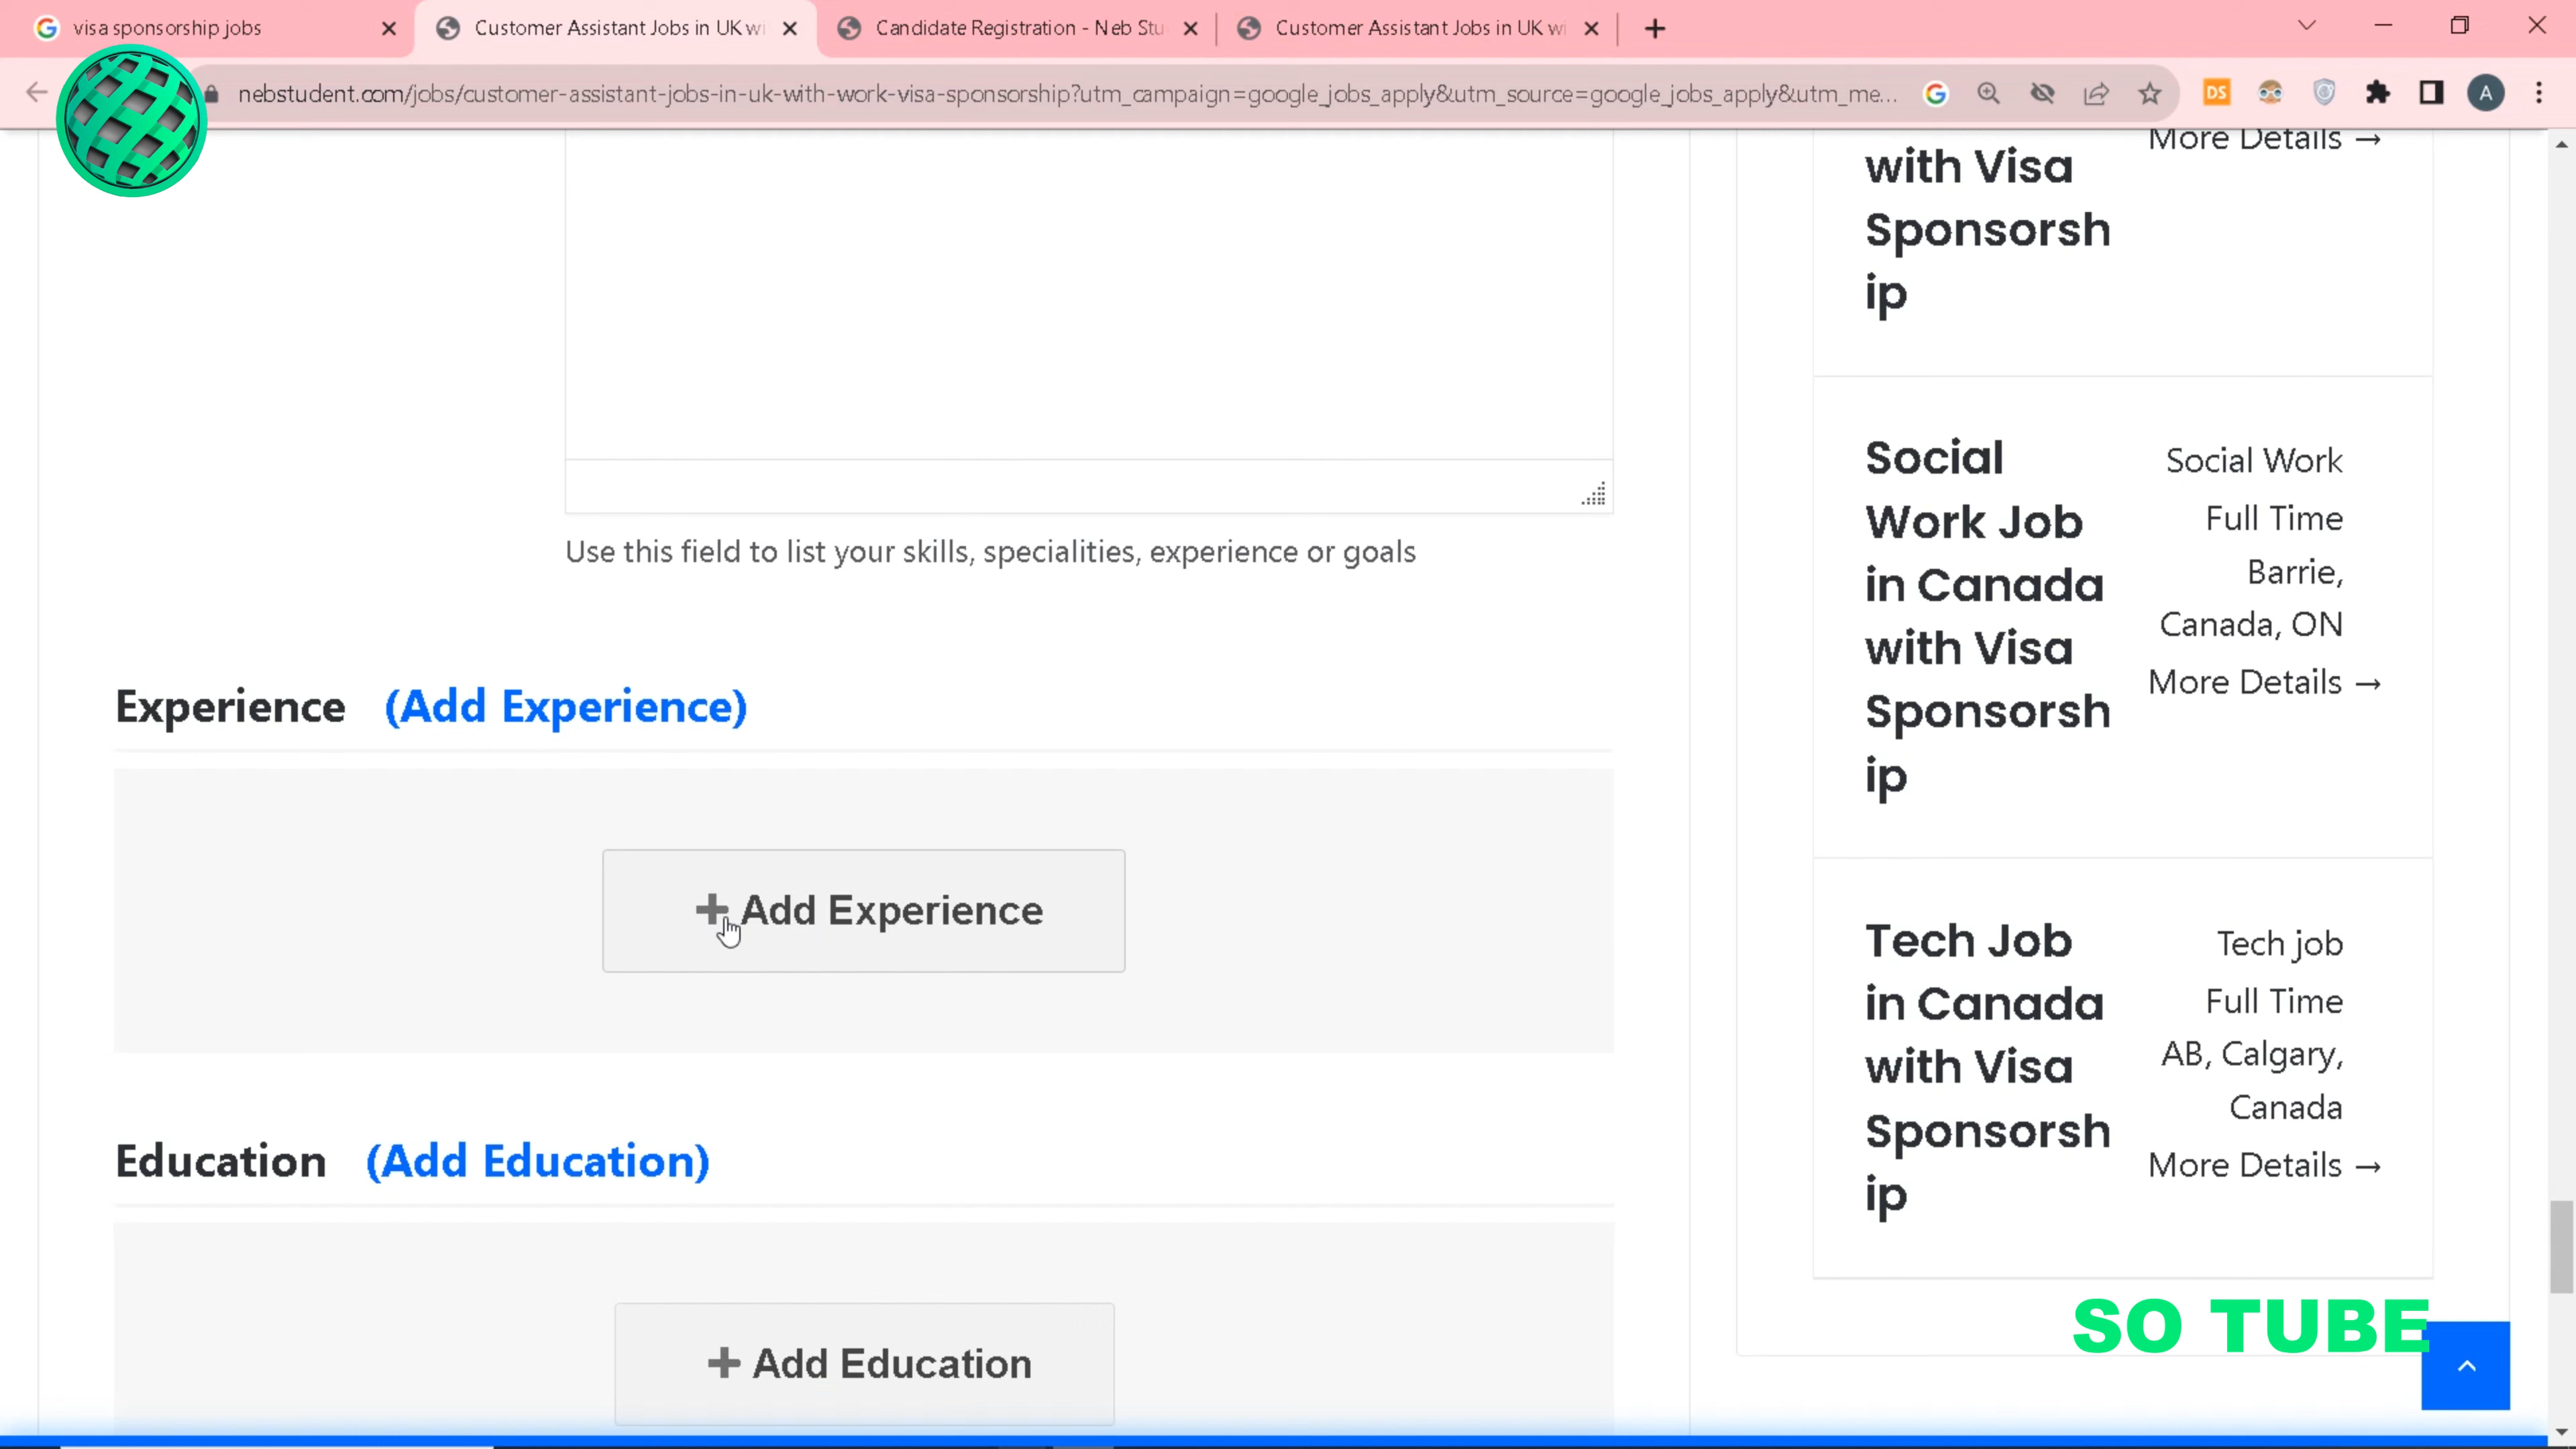 visa sponsorship jobs
Customer Assistant Jobs in UK wi
Candidate Registration - Neb Stu
Customer Assistant Jobs in UK wi
nebstudent.com/jobs/customer-assistant-jobs-in-uk-with-work-visa-sponsorship?utm_campaign=google_jobs_apply&utm_source=google_jobs_apply&utm_me...
DS
A
Use this field to list your skills, specialities, experience or goals
Experience (Add Experience)
Add Experience
Education (Add Education)
Add Education
with Visa
Sponsorsh
ip
More Details →
Social
Work Job
in Canada
with Visa
Sponsorsh
ip
Social Work
Full Time
Barrie,
Canada, ON
More Details →
Tech Job
in Canada
with Visa
Sponsorsh
ip
Tech job
Full Time
AB, Calgary,
Canada
More Details →
SO TUBE